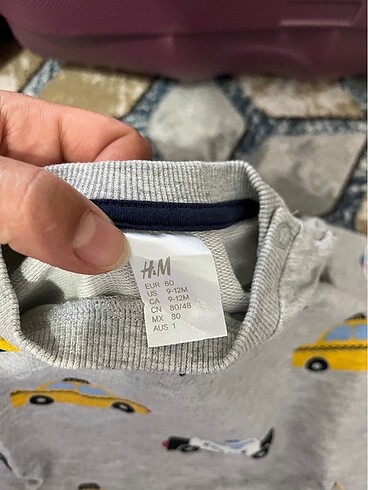 H&M
EUR 80
US 9-12M
CA 9-12M
CN 80/48
MX 80
AUS 1